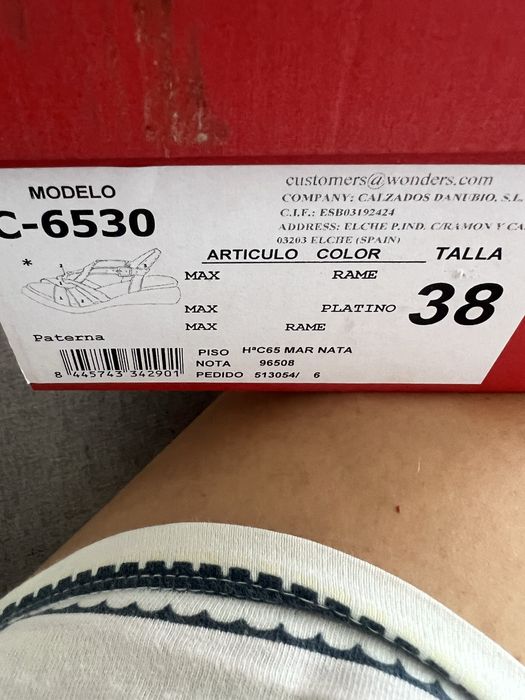 MODELO
C-6530
customers@wonders.com
COMPANY: CALZADOS DANUBIO, S.L.
C.I.F.: ESB03192424
ADDRESS: ELCHE P.IND. C/RAMON Y CA
03203 ELCHE (SPAIN)
ARTICULO COLOR TALLA
* MAX RAME
MAX PLATINO 38
MAX RAME
Paterna
PISO HªC65 MAR NATA
NOTA 96508
PEDIDO 513054/ 6
8 445743 342901